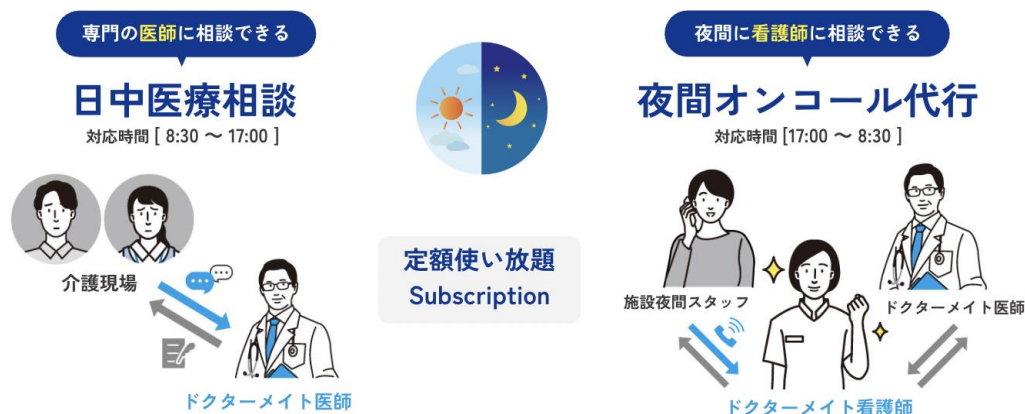 専門の医師に相談できる
日中医療相談
対応時間 [ 8:30 〜 17:00 ]
介護現場
ドクターメイト医師
定額使い放題
Subscription
夜間に看護師に相談できる
夜間オンコール代行
対応時間 [17:00 〜 8:30 ]
施設夜間スタッフ
ドクターメイト医師
ドクターメイト看護師